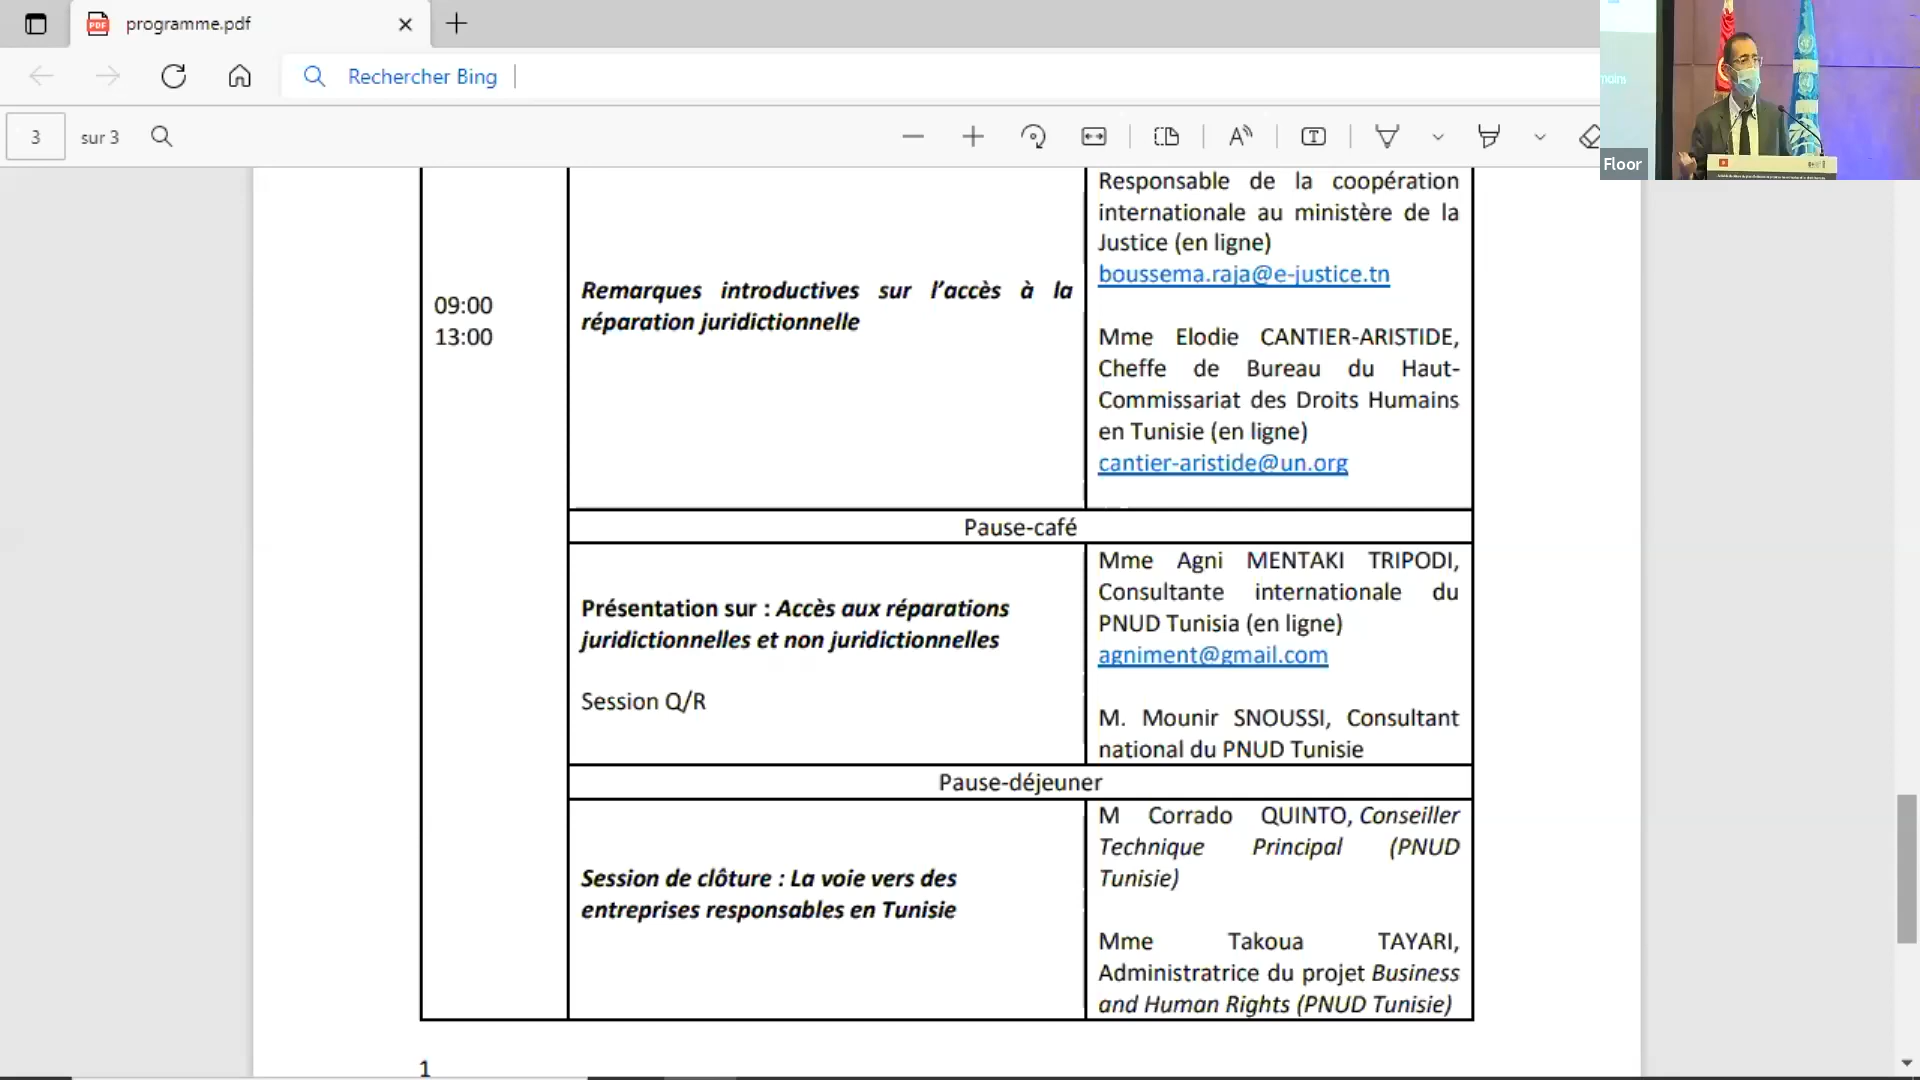 programme.pdf
Rechercher Bing
3 sur 3
Floor
09:00
13:00
Remarques introductives sur l’accès à la
réparation juridictionnelle
Responsable de la coopération
internationale au ministère de la
Justice (en ligne)
boussema.raja@e-justice.tn
Mme Elodie CANTIER-ARISTIDE,
Cheffe de Bureau du Haut-
Commissariat des Droits Humains
en Tunisie (en ligne)
cantier-aristide@un.org
Pause-café
Présentation sur : Accès aux réparations
juridictionnelles et non juridictionnelles
Session Q/R
Mme Agni MENTAKI TRIPODI,
Consultante internationale du
PNUD Tunisia (en ligne)
agniment@gmail.com
M. Mounir SNOUSSI, Consultant
national du PNUD Tunisie
Pause-déjeuner
Session de clôture : La voie vers des
entreprises responsables en Tunisie
M Corrado QUINTO, Conseiller
Technique Principal (PNUD
Tunisie)
Mme Takoua TAYARI,
Administratrice du projet Business
and Human Rights (PNUD Tunisie)
1